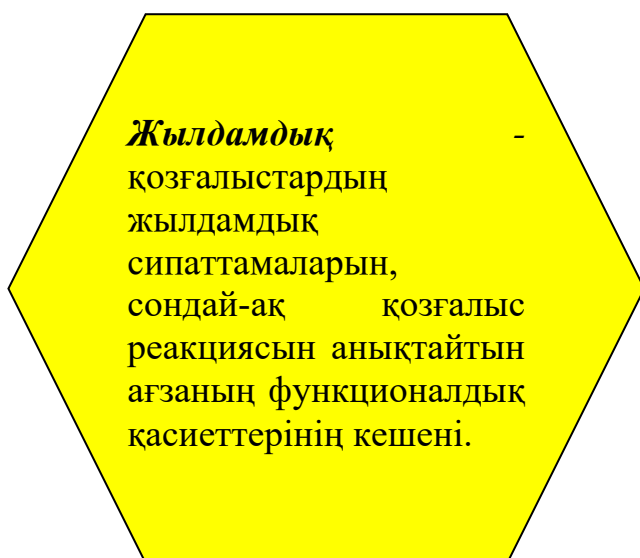 Жылдамдық -
қозғалыстардың
жылдамдық
сипаттамаларын,
сондай-ақ қозғалыс
реакциясын анықтайтын
ағзаның функционалдық
қасиеттерінің кешені.